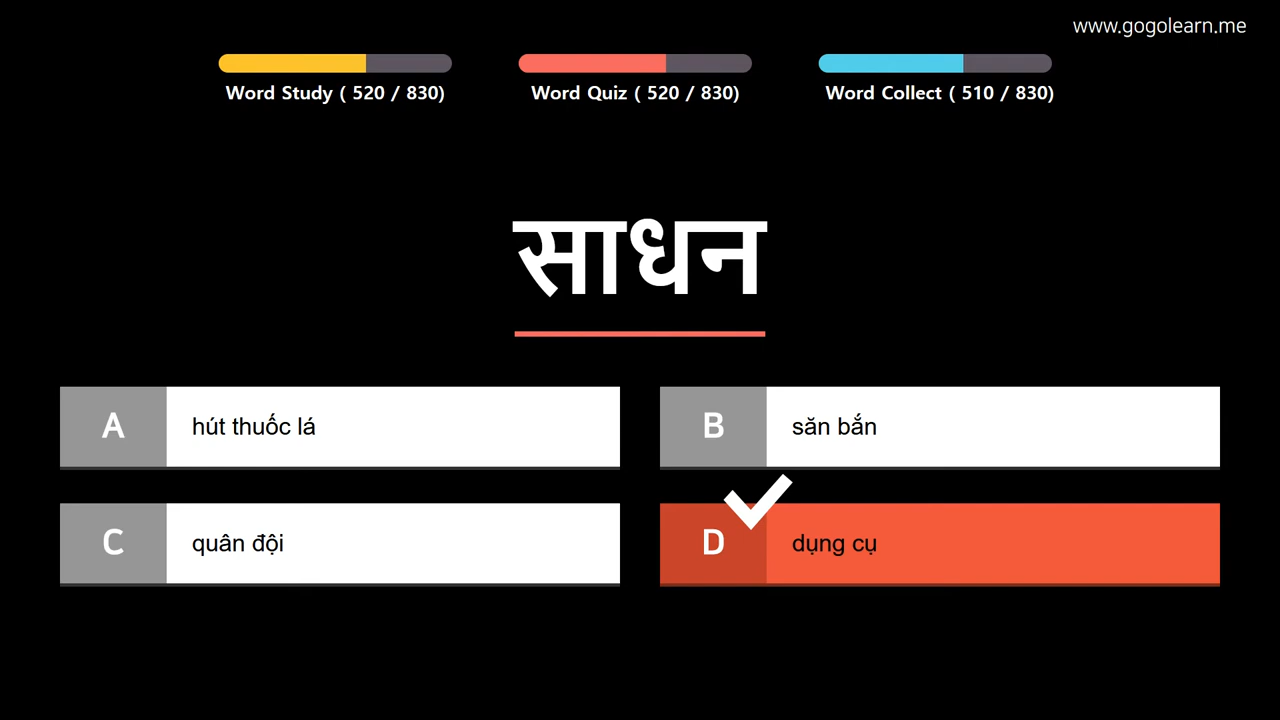 www.gogolearn.me
Word Study ( 520 / 830)
Word Quiz ( 520 / 830)
Word Collect ( 510 / 830)
साधन
A
hút thuốc lá
B
săn bắn
C
quân đội
D
dụng cụ